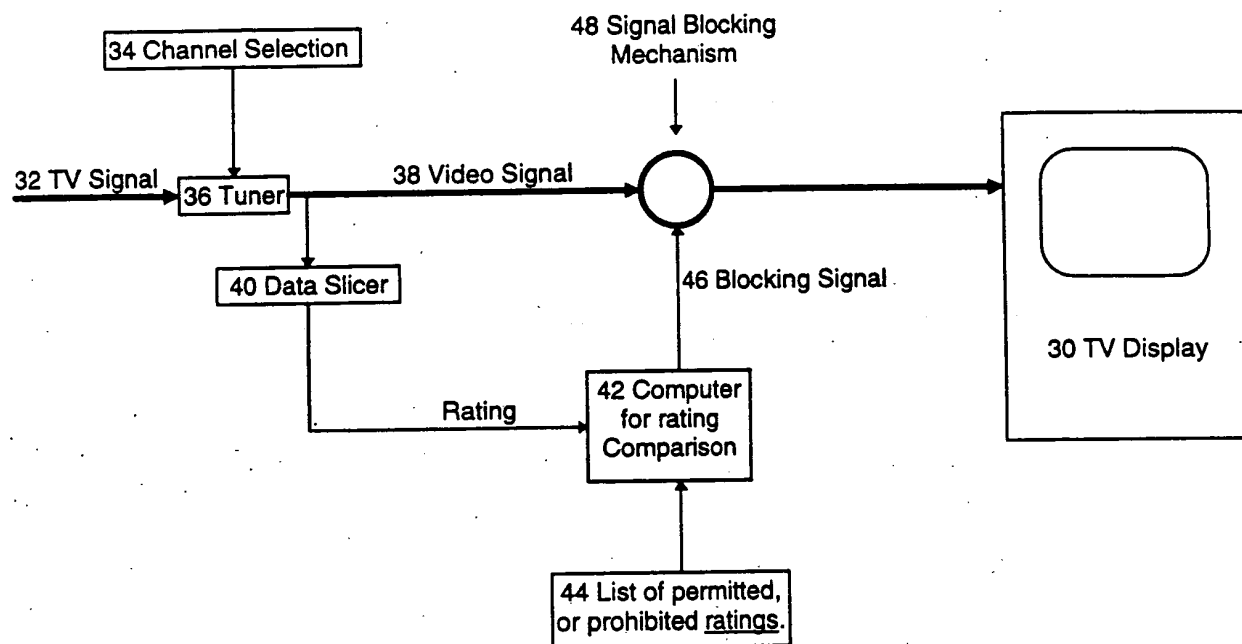 34 Channel Selection
48 Signal Blocking
Mechanism
32 TV Signal
36 Tuner
38 Video Signal
40 Data Slicer
46 Blocking Signal
30 TV Display
Rating
42 Computer
for rating
Comparison
44 List of permitted,
or prohibited ratings.